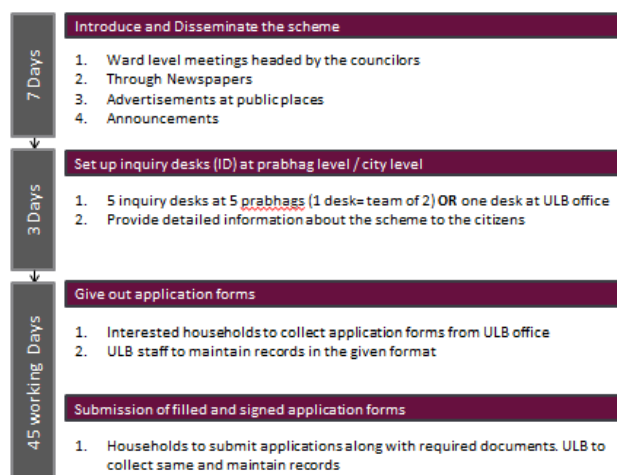 7 Days
Introduce and Disseminate the scheme
1. Ward level meetings headed by the councilors
2. Through Newspapers
3. Advertisements at public places
4. Announcements
3 Days
Set up inquiry desks (ID) at prabhag level / city level
1. 5 inquiry desks at 5 prabhags (1 desk= team of 2) OR one desk at ULB office
2. Provide detailed information about the scheme to the citizens
45 working Days
Give out application forms
1. Interested households to collect application forms from ULB office
2. ULB staff to maintain records in the given format
Submission of filled and signed application forms
1. Households to submit applications along with required documents. ULB to
collect same and maintain records